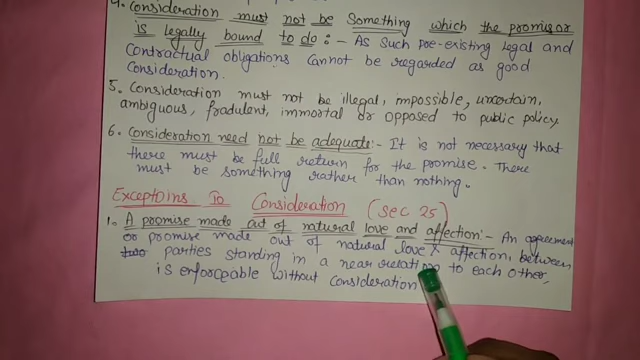 4. Consideration must not be something which the promisor
is legally bound to do :- As such pre-existing legal and
contractual obligations cannot be regarded as good
consideration.
5. Consideration must not be illegal, impossible, uncertain,
ambiguous, fradulent, immortal or opposed to public policy.
6. Consideration need not be adequate :- It is not necessary that
there must be full return for the promise. There
must be something rather than nothing.
Exceptoins To Consideration (sec 25)
1. A promise made out of natural love and affection :- An agreement
or promise made out of natural love & affection, between
two parties standing in a near relation to each other,
is enforceable without consideration